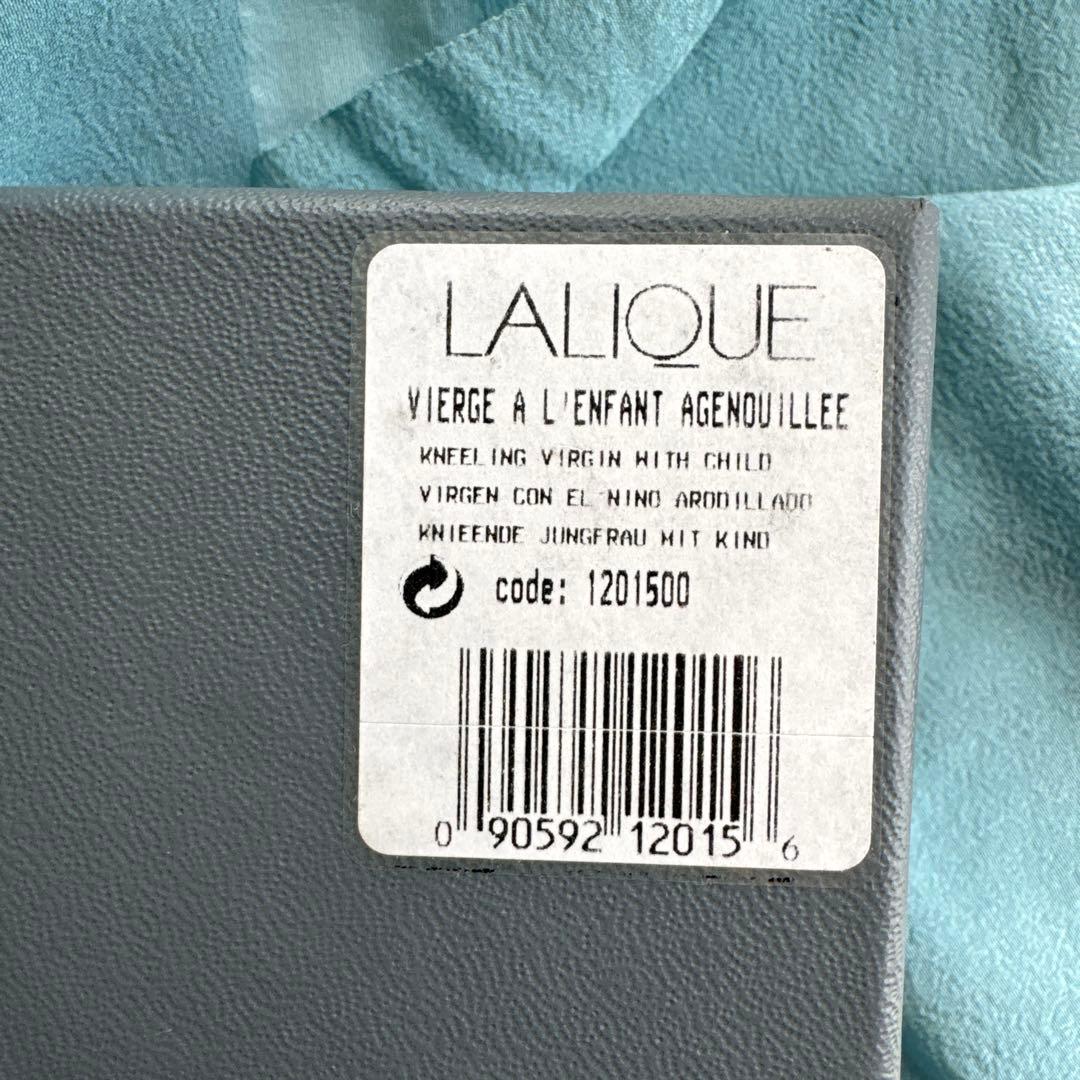 LALIQUE
VIERGE A L'ENFANT AGENOUILLEE
KNEELING VIRGIN WITH CHILD
VIRGEN CON EL NINO ARODILLADO
KNIEENDE JUNGFRAU MIT KIND
code: 1201500
0 90592 12015 6